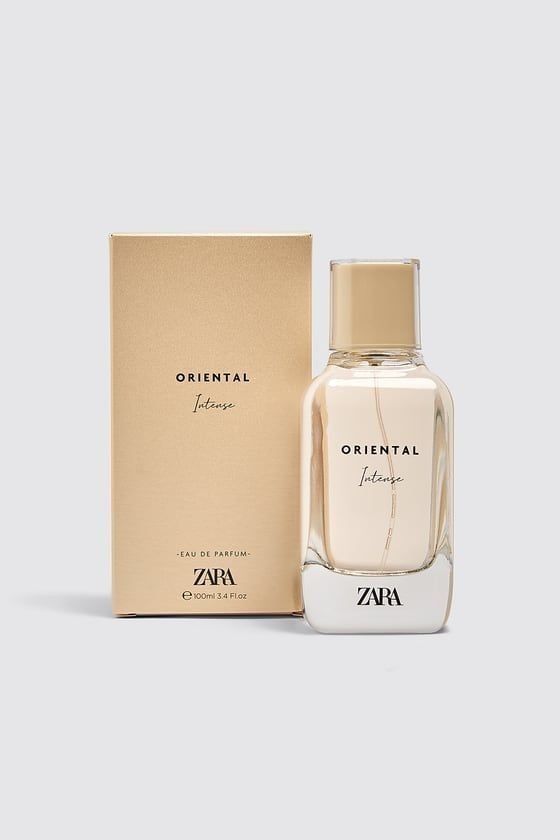 ORIENTAL
Intense
-EAU DE PARFUM-
ZARA
℮ 100ml 3.4 Fl.oz
ORIENTAL
Intense
ZARA